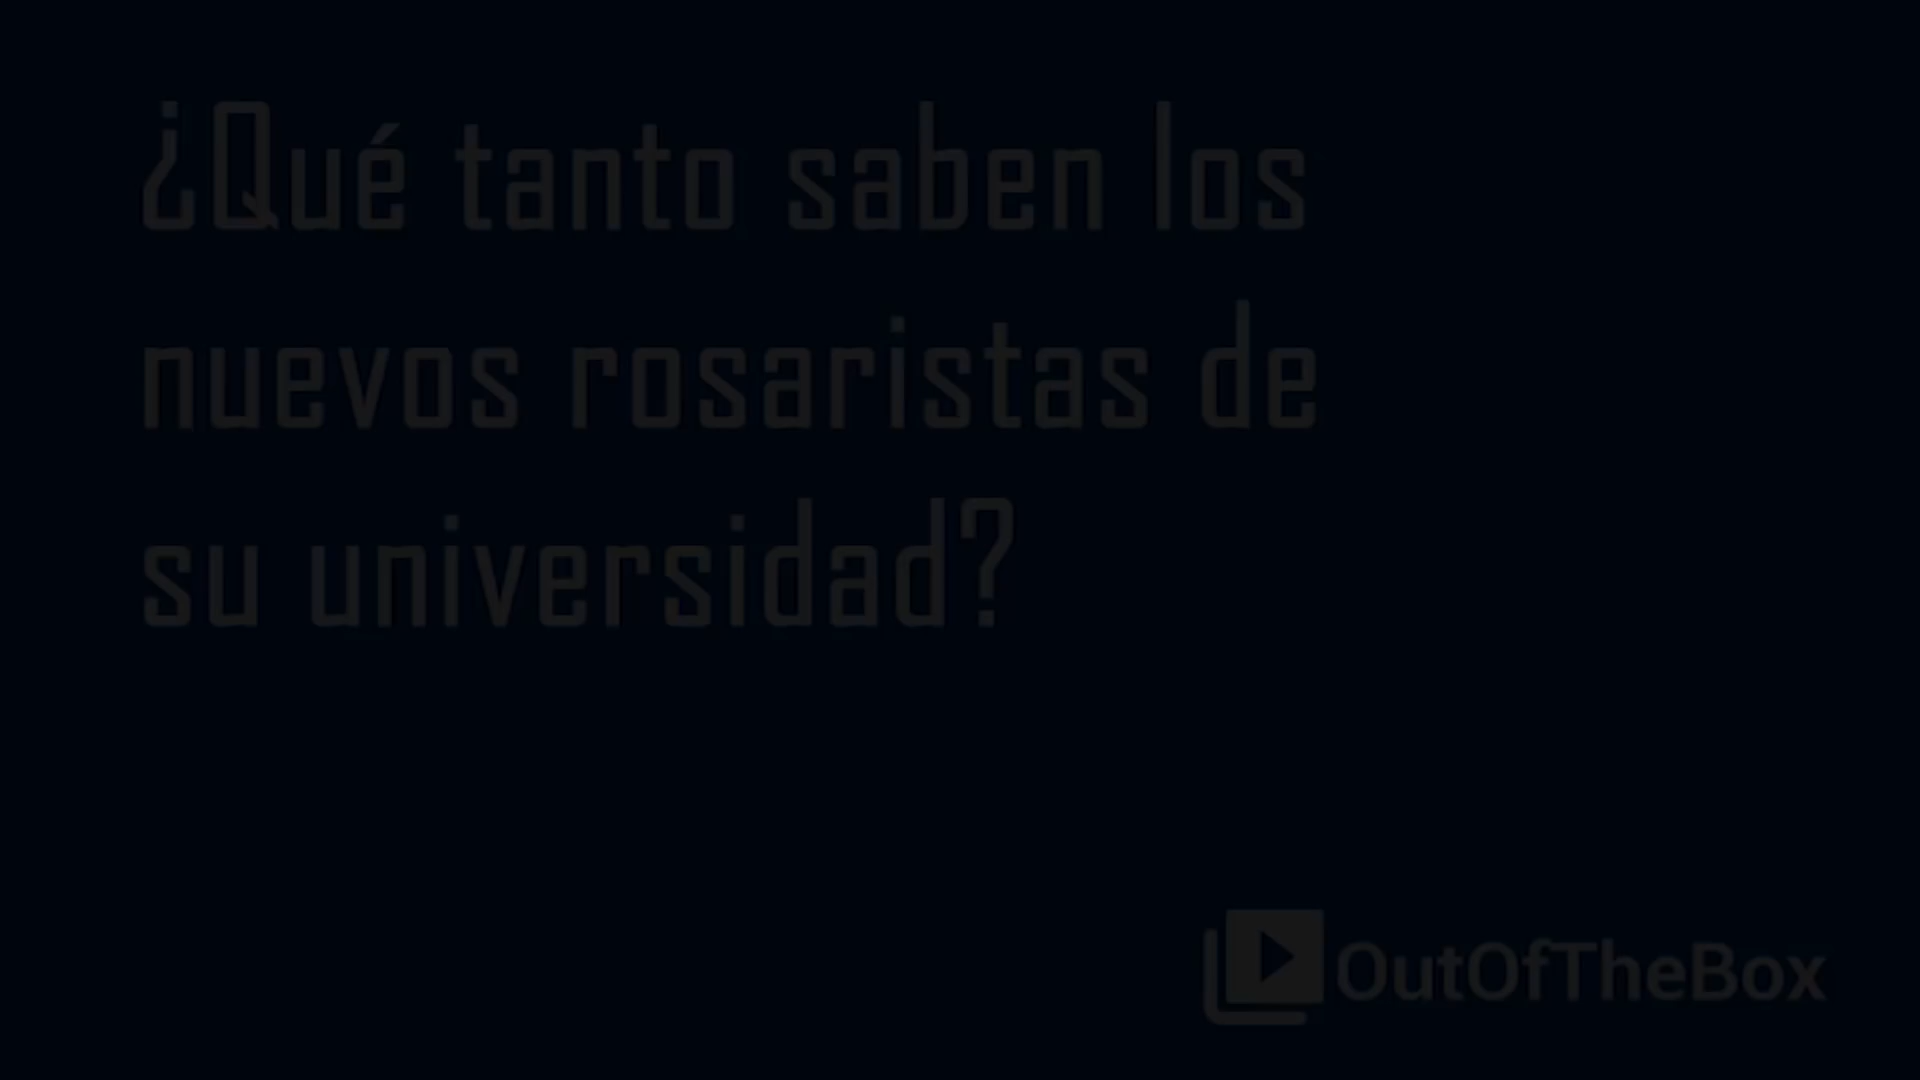 ¿Qué tanto saben los
nuevos rosaristas de
su universidad?
OutOfTheBox